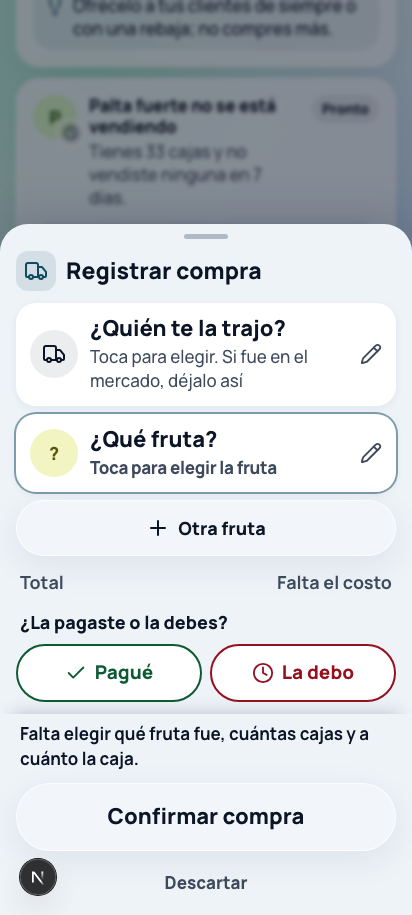 Ofrécelo a tus clientes de siempre o
con una rebaja; no compres más.
P
Palta fuerte no se está
vendiendo
Pronto
Tienes 33 cajas y no
vendiste ninguna en 7
días.
Registrar compra
¿Quién te la trajo?
Toca para elegir. Si fue en el
mercado, déjalo así
?
¿Qué fruta?
Toca para elegir la fruta
Otra fruta
Total
Falta el costo
¿La pagaste o la debes?
Pagué
La debo
Falta elegir qué fruta fue, cuántas cajas y a
cuánto la caja.
Confirmar compra
N
Descartar